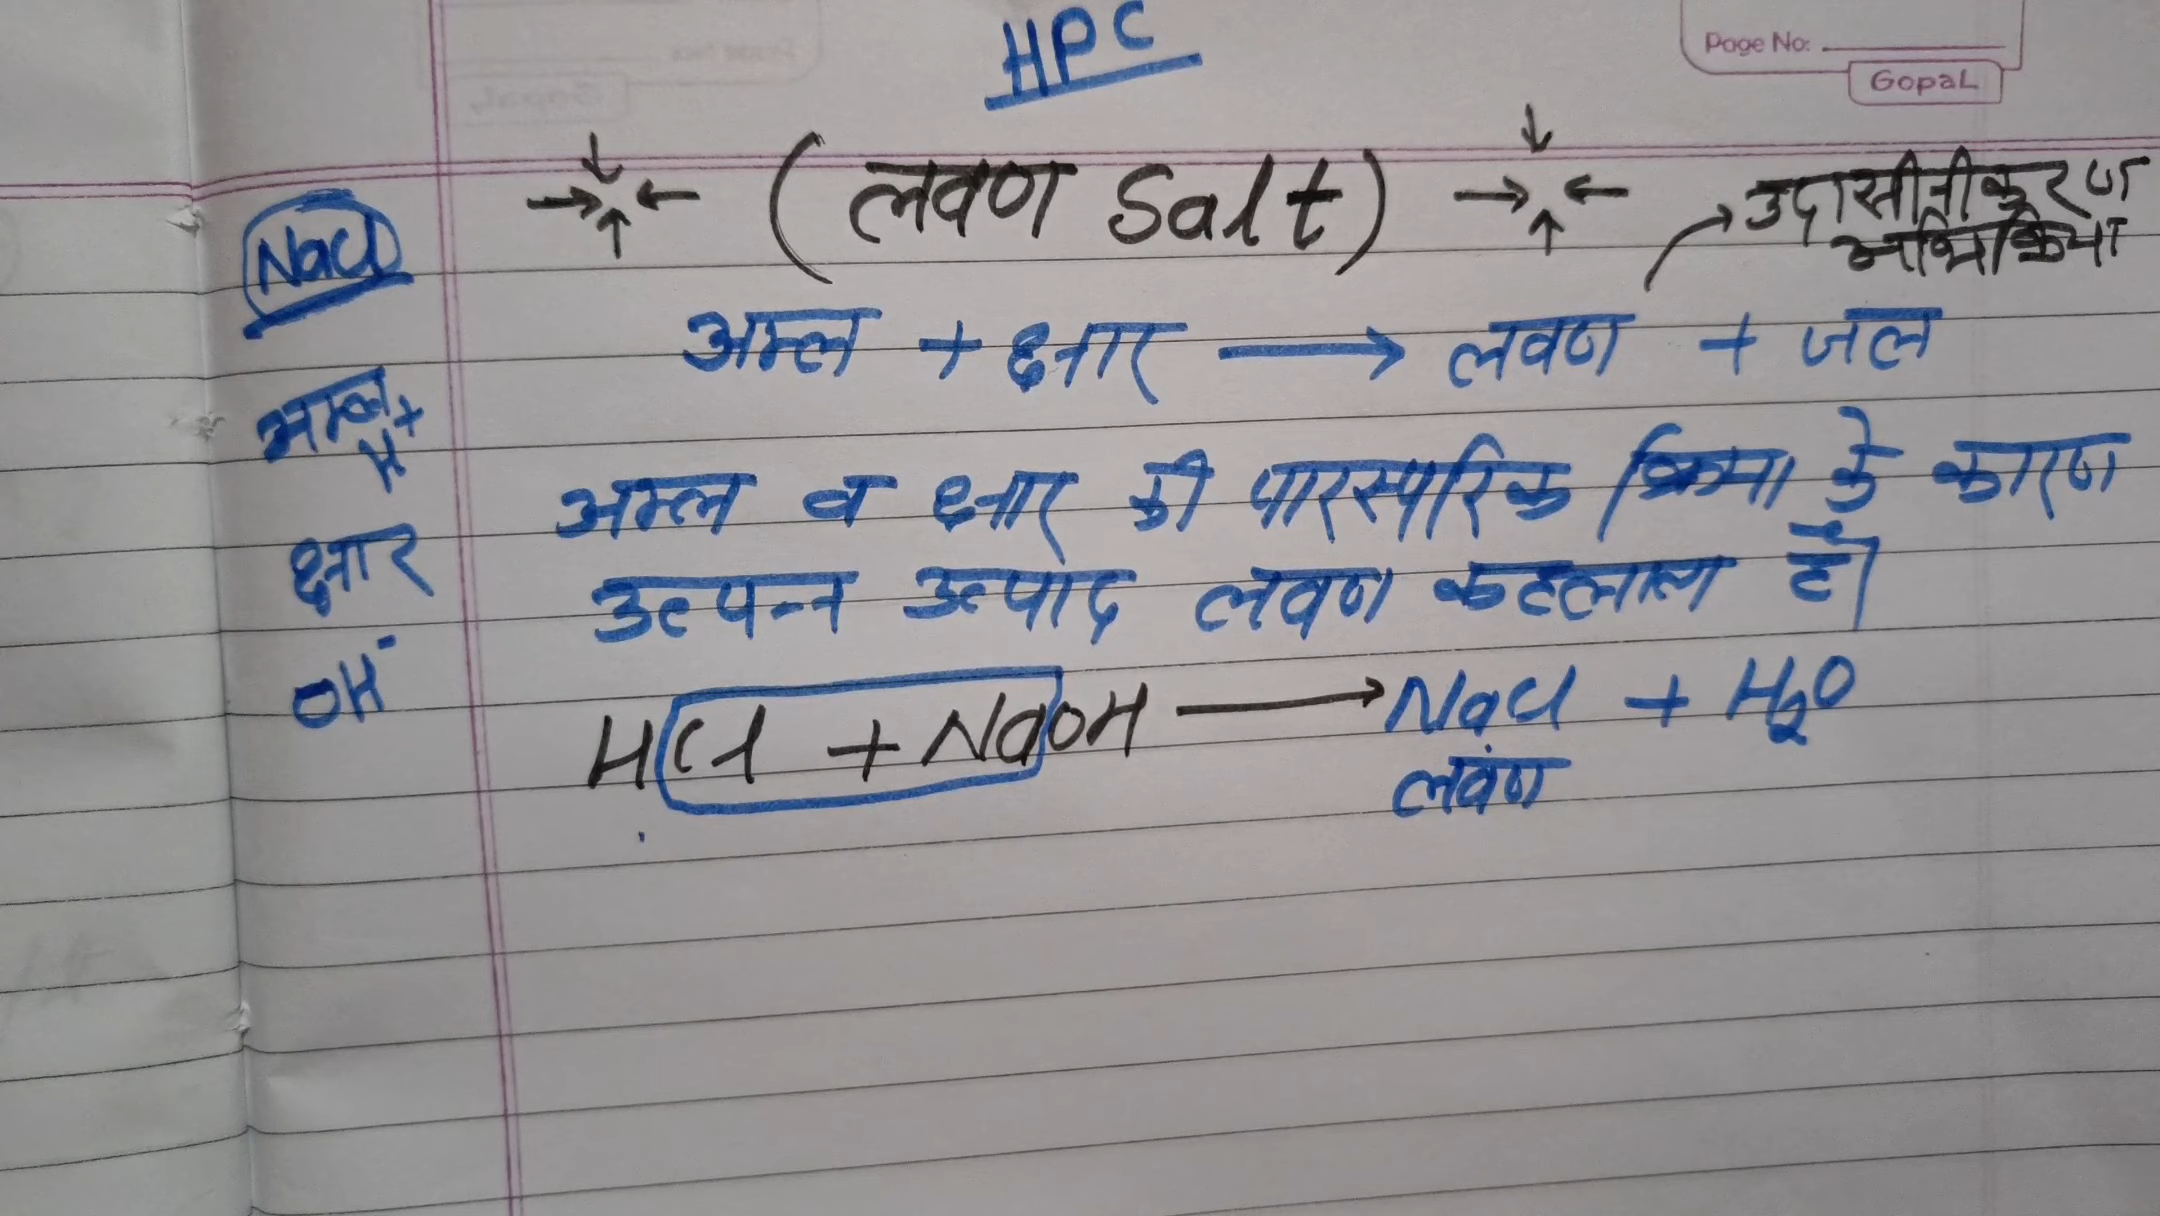 HPC
Page No:
GopaL
(लवण Salt)
→ उदासीनीकरण
अभिक्रिया
NaCl
अम्ल + क्षार → लवण + जल
अम्ल
H+
अम्ल व क्षार की पारस्परिक क्रिया के कारण
क्षार
उत्पन्न उत्पाद लवण कहलाता है।
OH-
HCl + NaOH → NaCl + H2O
लवंण